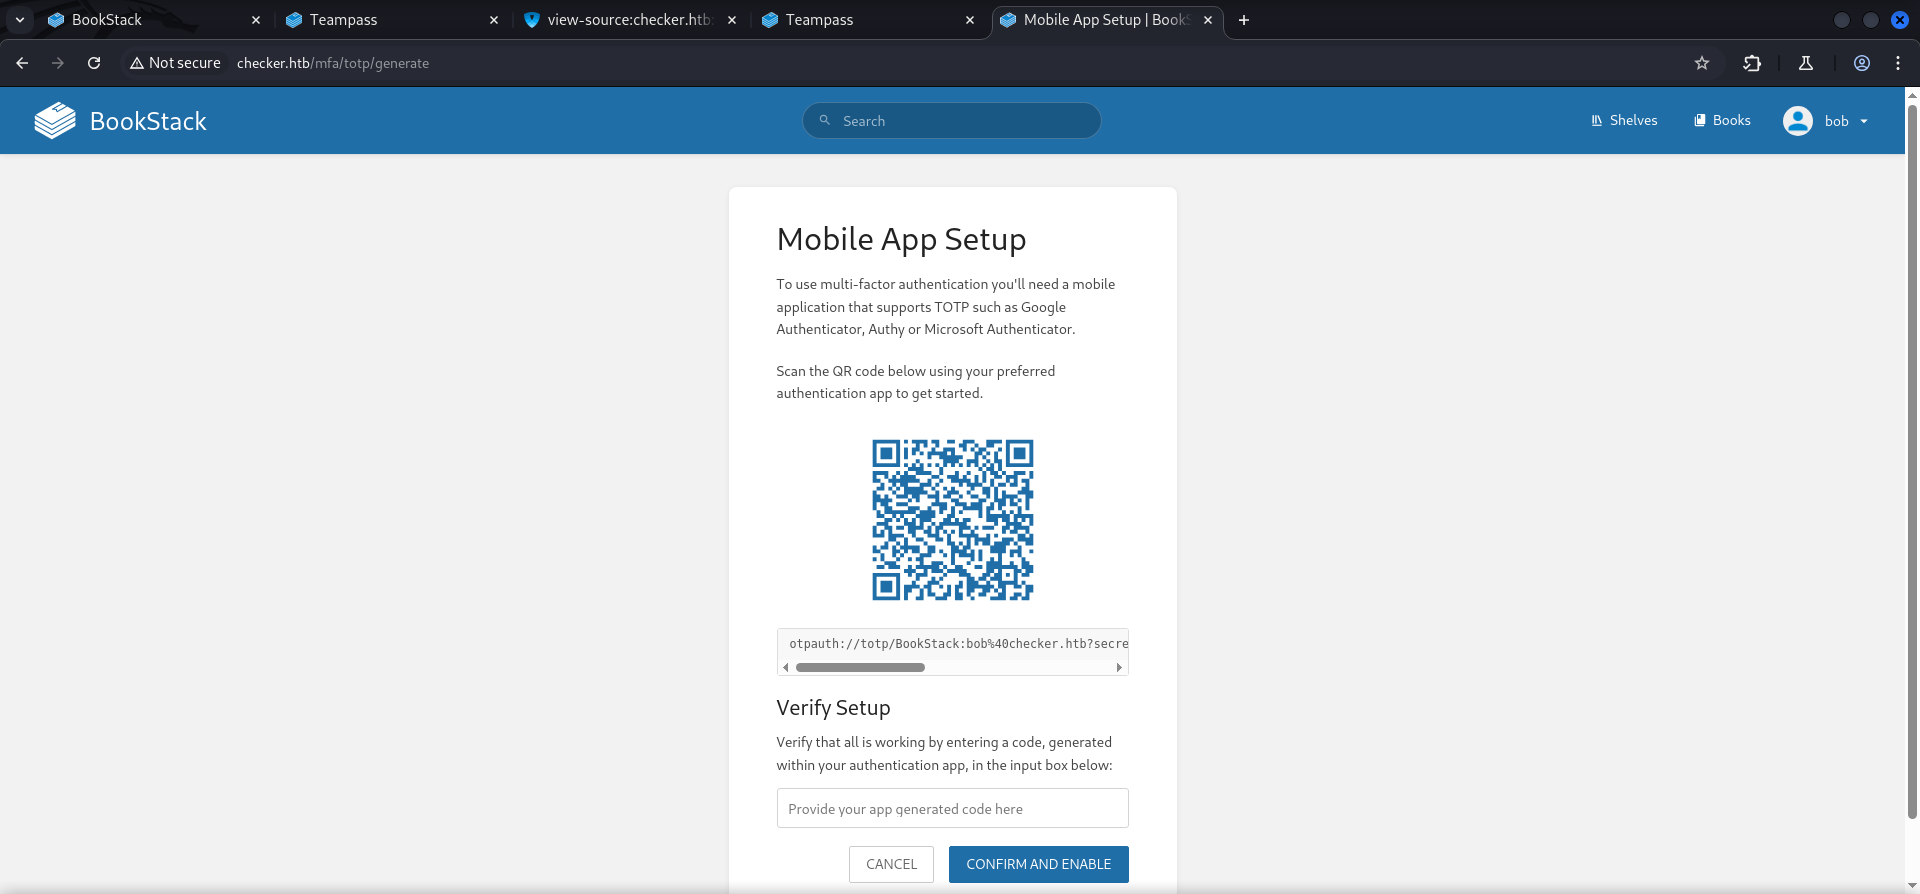 BookStack
Teampass
view-source:checker.htb:
Teampass
Mobile App Setup | BookS
Not secure
checker.htb/mfa/totp/generate
BookStack
Search
Shelves
Books
bob
Mobile App Setup
To use multi-factor authentication you'll need a mobile
application that supports TOTP such as Google
Authenticator, Authy or Microsoft Authenticator.
Scan the QR code below using your preferred
authentication app to get started.
otpauth://totp/BookStack:bob%40checker.htb?secre
Verify Setup
Verify that all is working by entering a code, generated
within your authentication app, in the input box below:
Provide your app generated code here
CANCEL
CONFIRM AND ENABLE